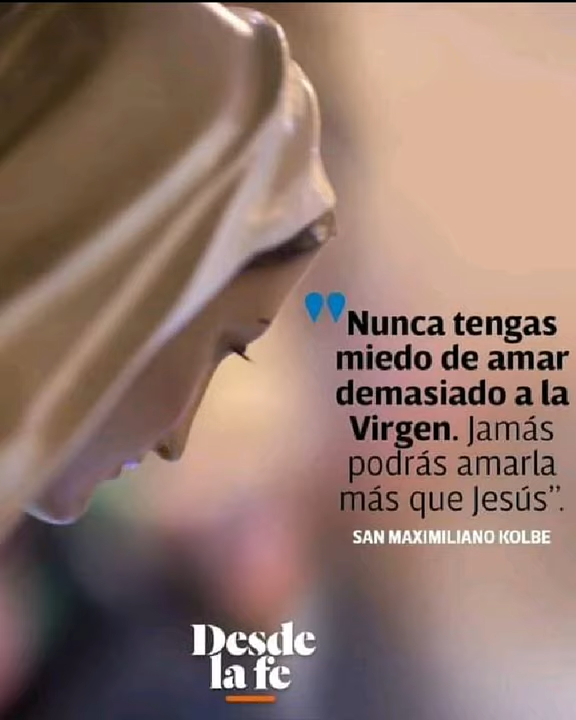 "Nunca tengas
miedo de amar
demasiado a la
Virgen. Jamás
podrás amarla
más que Jesús”.
SAN MAXIMILIANO KOLBE
Desde
la fe